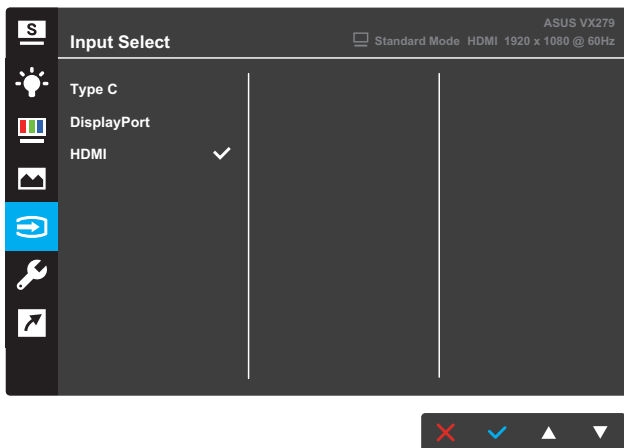 S
ASUS VX279
Input Select
Standard Mode HDMI 1920 x 1080 @ 60Hz
Type C
DisplayPort
HDMI